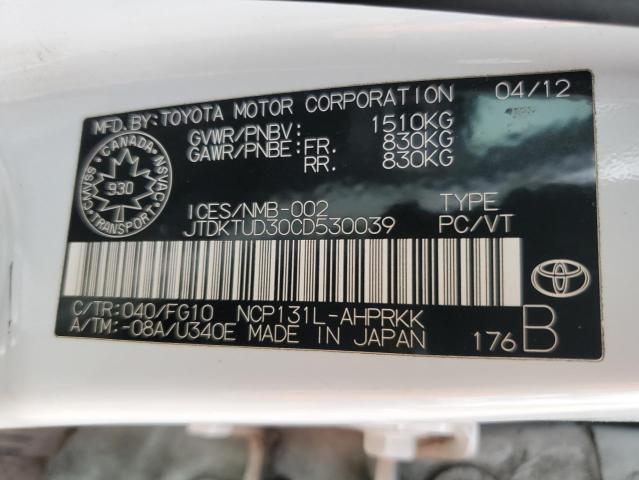 MFD. BY: TOYOTA MOTOR CORPORATION 04/12
GVWR/PNBV: 1510KG
GAWR/PNBE: FR. 830KG
RR. 830KG
CANADA
930
TRANSPORT
CMVSS NSVAC
ICES/NMB-002 TYPE
JTDKTUD30CD530039 PC/VT
C/TR: 040/FG10 NCP131L-AHPRKK
A/TM: -08A/U340E MADE IN JAPAN 176 B